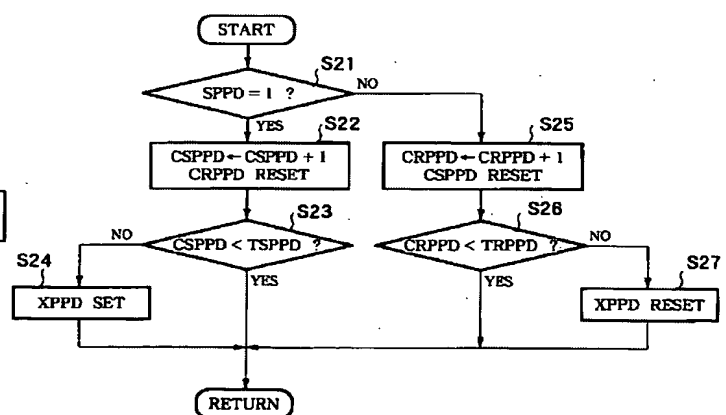 START
S21
SPPD = 1 ?
NO
YES
S22
CSPPD ← CSPPD + 1
CRPPD RESET
S25
CRPPD ← CRPPD + 1
CSPPD RESET
S23
CSPPD < TSPPD ?
NO
YES
S26
CRPPD < TRPPD ?
NO
YES
S24
XPPD SET
S27
XPPD RESET
RETURN